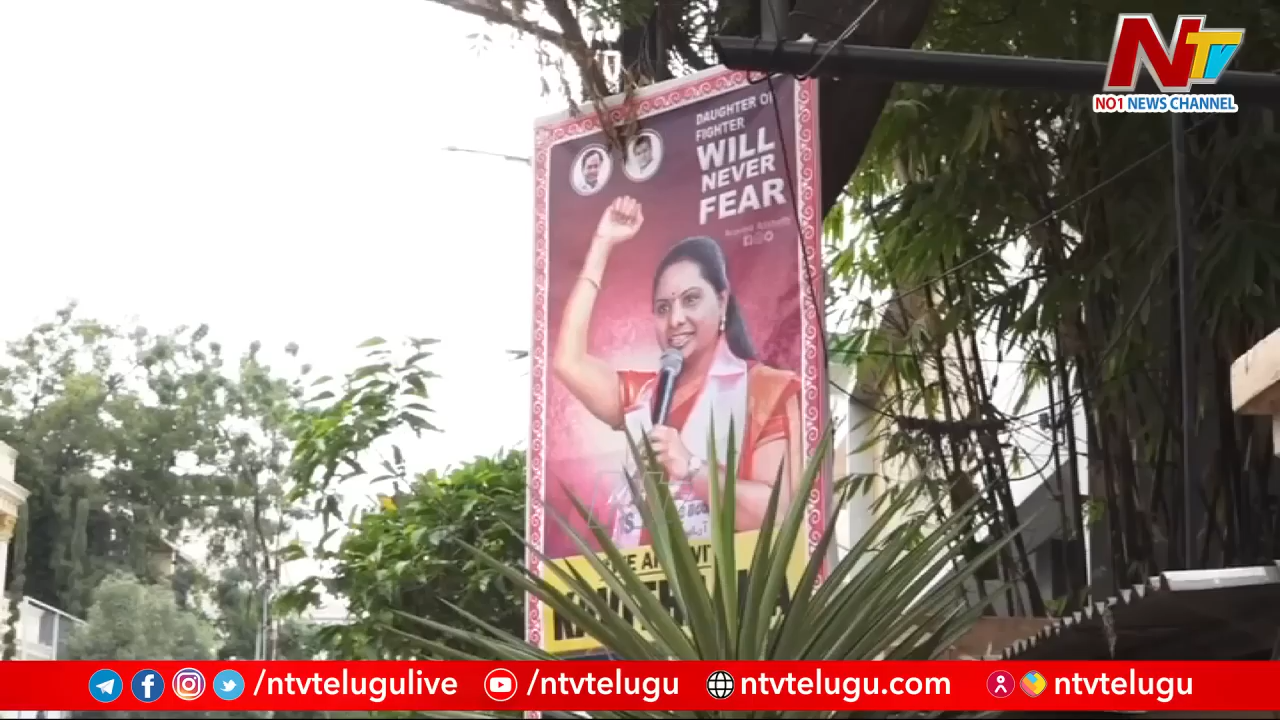 NTV
NO1 NEWS CHANNEL
DAUGHTER OF
FIGHTER
WILL
NEVER
FEAR
/ntvtelugulive
/ntvtelugu
ntvtelugu.com
ntvtelugu